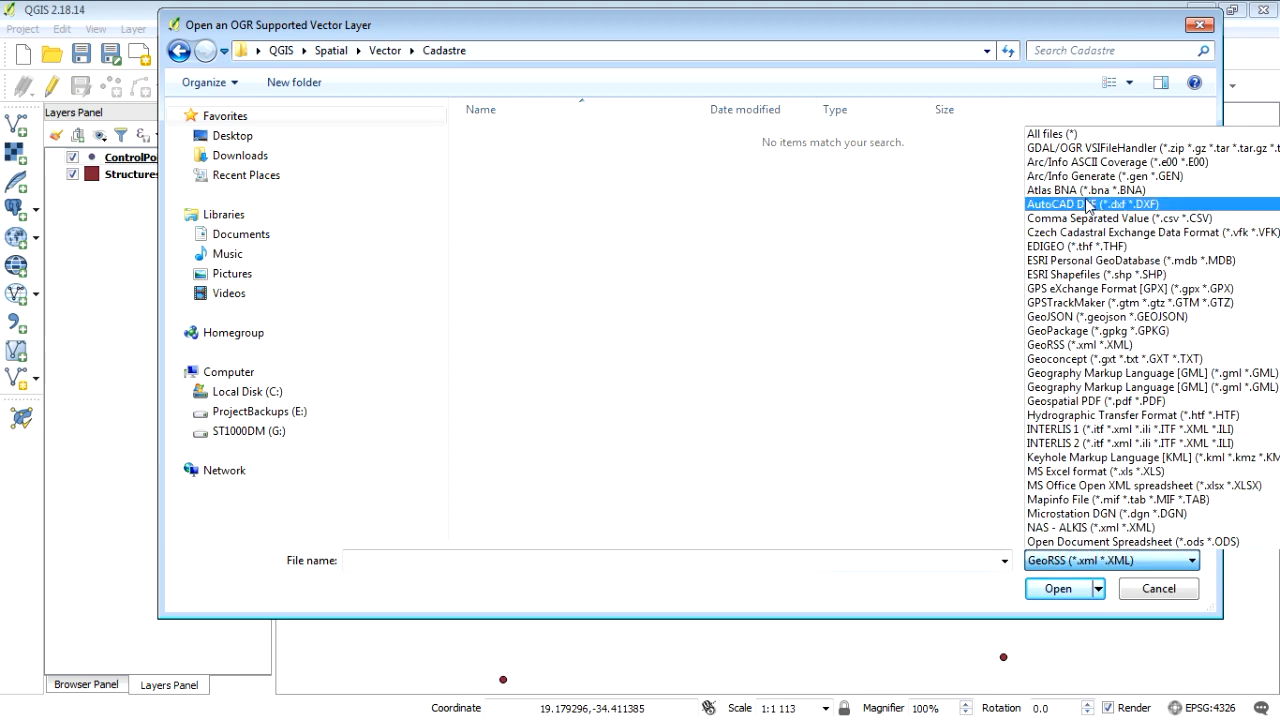 QGIS 2.18.14
Project Edit View Layer
Open an OGR Supported Vector Layer
QGIS Spatial Vector Cadastre
Search Cadastre
Organize New folder
Layers Panel
ControlPo
Structures
Favorites
Desktop
Downloads
Recent Places
Libraries
Documents
Music
Pictures
Videos
Homegroup
Computer
Local Disk (C:)
ProjectBackups (E:)
ST1000DM (G:)
Network
Name Date modified Type Size
No items match your search.
All files (*)
GDAL/OGR VSIFileHandler (*.zip *.gz *.tar *.tar.gz *.t
Arc/Info ASCII Coverage (*.e00 *.E00)
Arc/Info Generate (*.gen *.GEN)
Atlas BNA (*.bna *.BNA)
AutoCAD DXF (*.dxf *.DXF)
Comma Separated Value (*.csv *.CSV)
Czech Cadastral Exchange Data Format (*.vfk *.VFK)
EDIGEO (*.thf *.THF)
ESRI Personal GeoDatabase (*.mdb *.MDB)
ESRI Shapefiles (*.shp *.SHP)
GPS eXchange Format [GPX] (*.gpx *.GPX)
GPSTrackMaker (*.gtm *.gtz *.GTM *.GTZ)
GeoJSON (*.geojson *.GEOJSON)
GeoPackage (*.gpkg *.GPKG)
GeoRSS (*.xml *.XML)
Geoconcept (*.gxt *.txt *.GXT *.TXT)
Geography Markup Language [GML] (*.gml *.GML)
Geography Markup Language [GML] (*.gml *.GML)
Geospatial PDF (*.pdf *.PDF)
Hydrographic Transfer Format (*.htf *.HTF)
INTERLIS 1 (*.itf *.xml *.ili *.ITF *.XML *.ILI)
INTERLIS 2 (*.itf *.xml *.ili *.ITF *.XML *.ILI)
Keyhole Markup Language [KML] (*.kml *.kmz *.KM
MS Excel format (*.xls *.XLS)
MS Office Open XML spreadsheet (*.xlsx *.XLSX)
Mapinfo File (*.mif *.tab *.MIF *.TAB)
Microstation DGN (*.dgn *.DGN)
NAS - ALKIS (*.xml *.XML)
Open Document Spreadsheet (*.ods *.ODS)
File name: GeoRSS (*.xml *.XML)
Open Cancel
Browser Panel Layers Panel
Coordinate 19.179296,-34.411385 Scale 1:1 113 Magnifier 100% Rotation 0.0 Render EPSG:4326